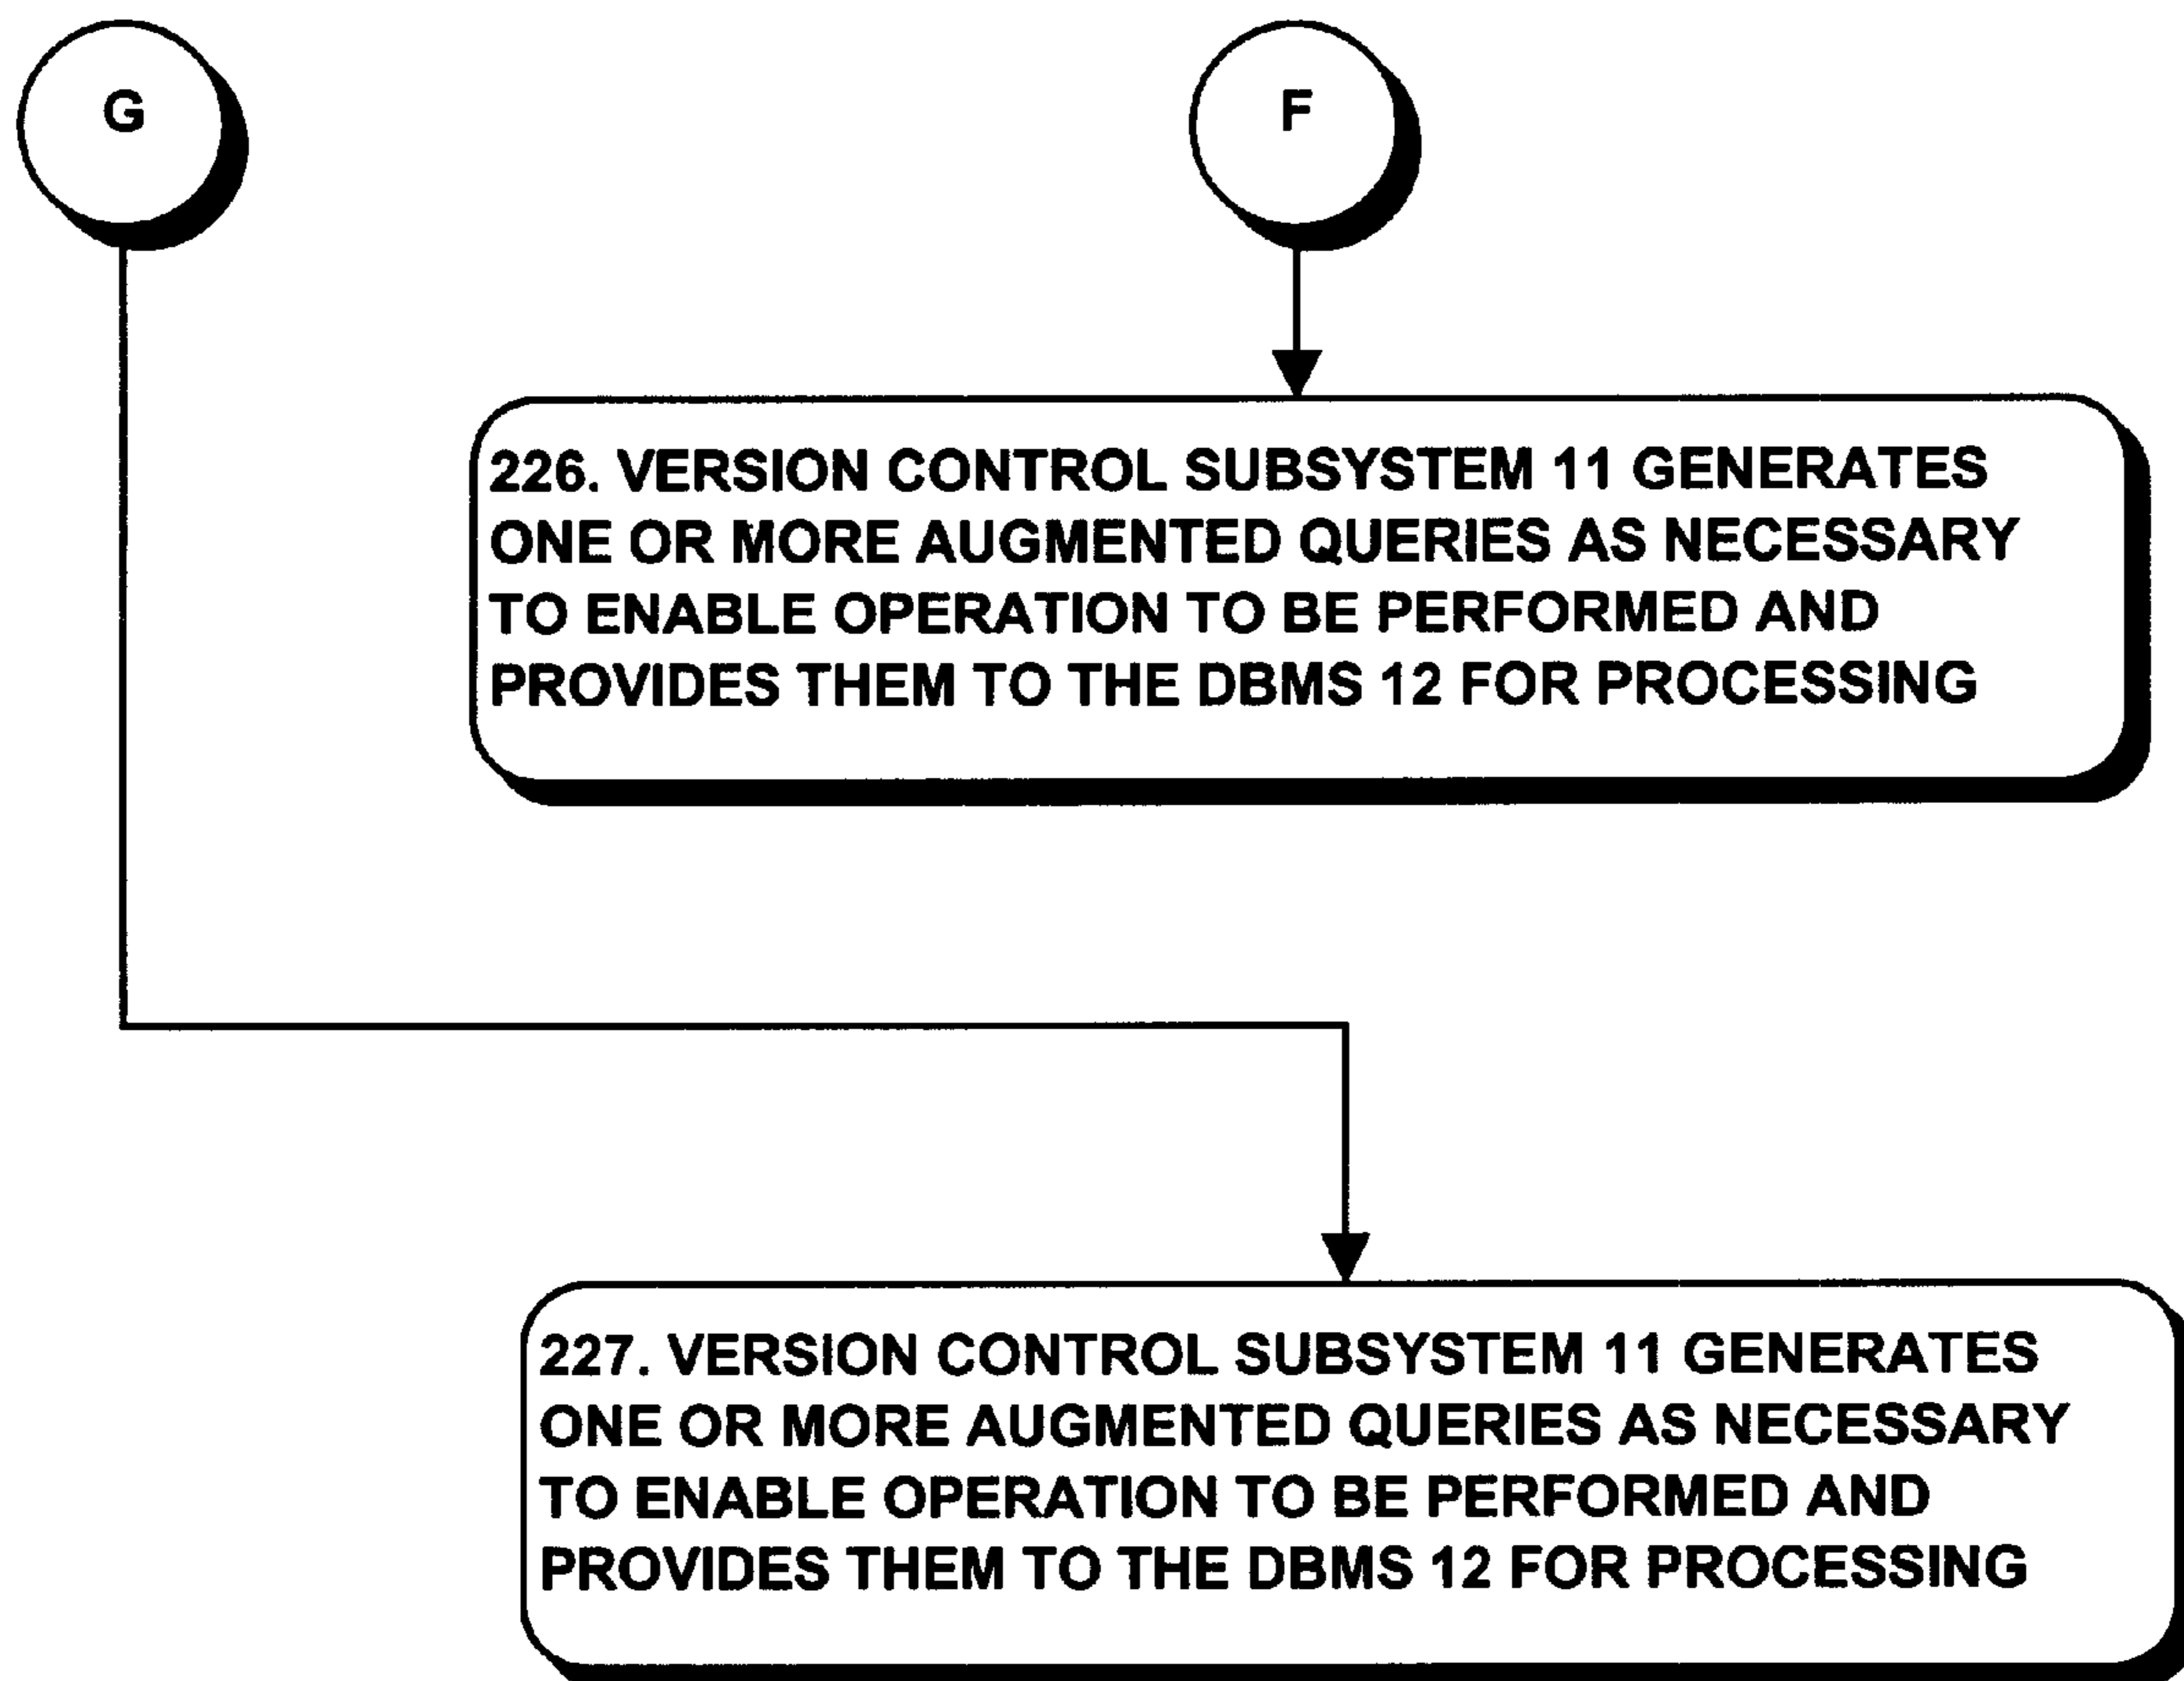 G
F
226. VERSION CONTROL SUBSYSTEM 11 GENERATES
ONE OR MORE AUGMENTED QUERIES AS NECESSARY
TO ENABLE OPERATION TO BE PERFORMED AND
PROVIDES THEM TO THE DBMS 12 FOR PROCESSING
227. VERSION CONTROL SUBSYSTEM 11 GENERATES
ONE OR MORE AUGMENTED QUERIES AS NECESSARY
TO ENABLE OPERATION TO BE PERFORMED AND
PROVIDES THEM TO THE DBMS 12 FOR PROCESSING